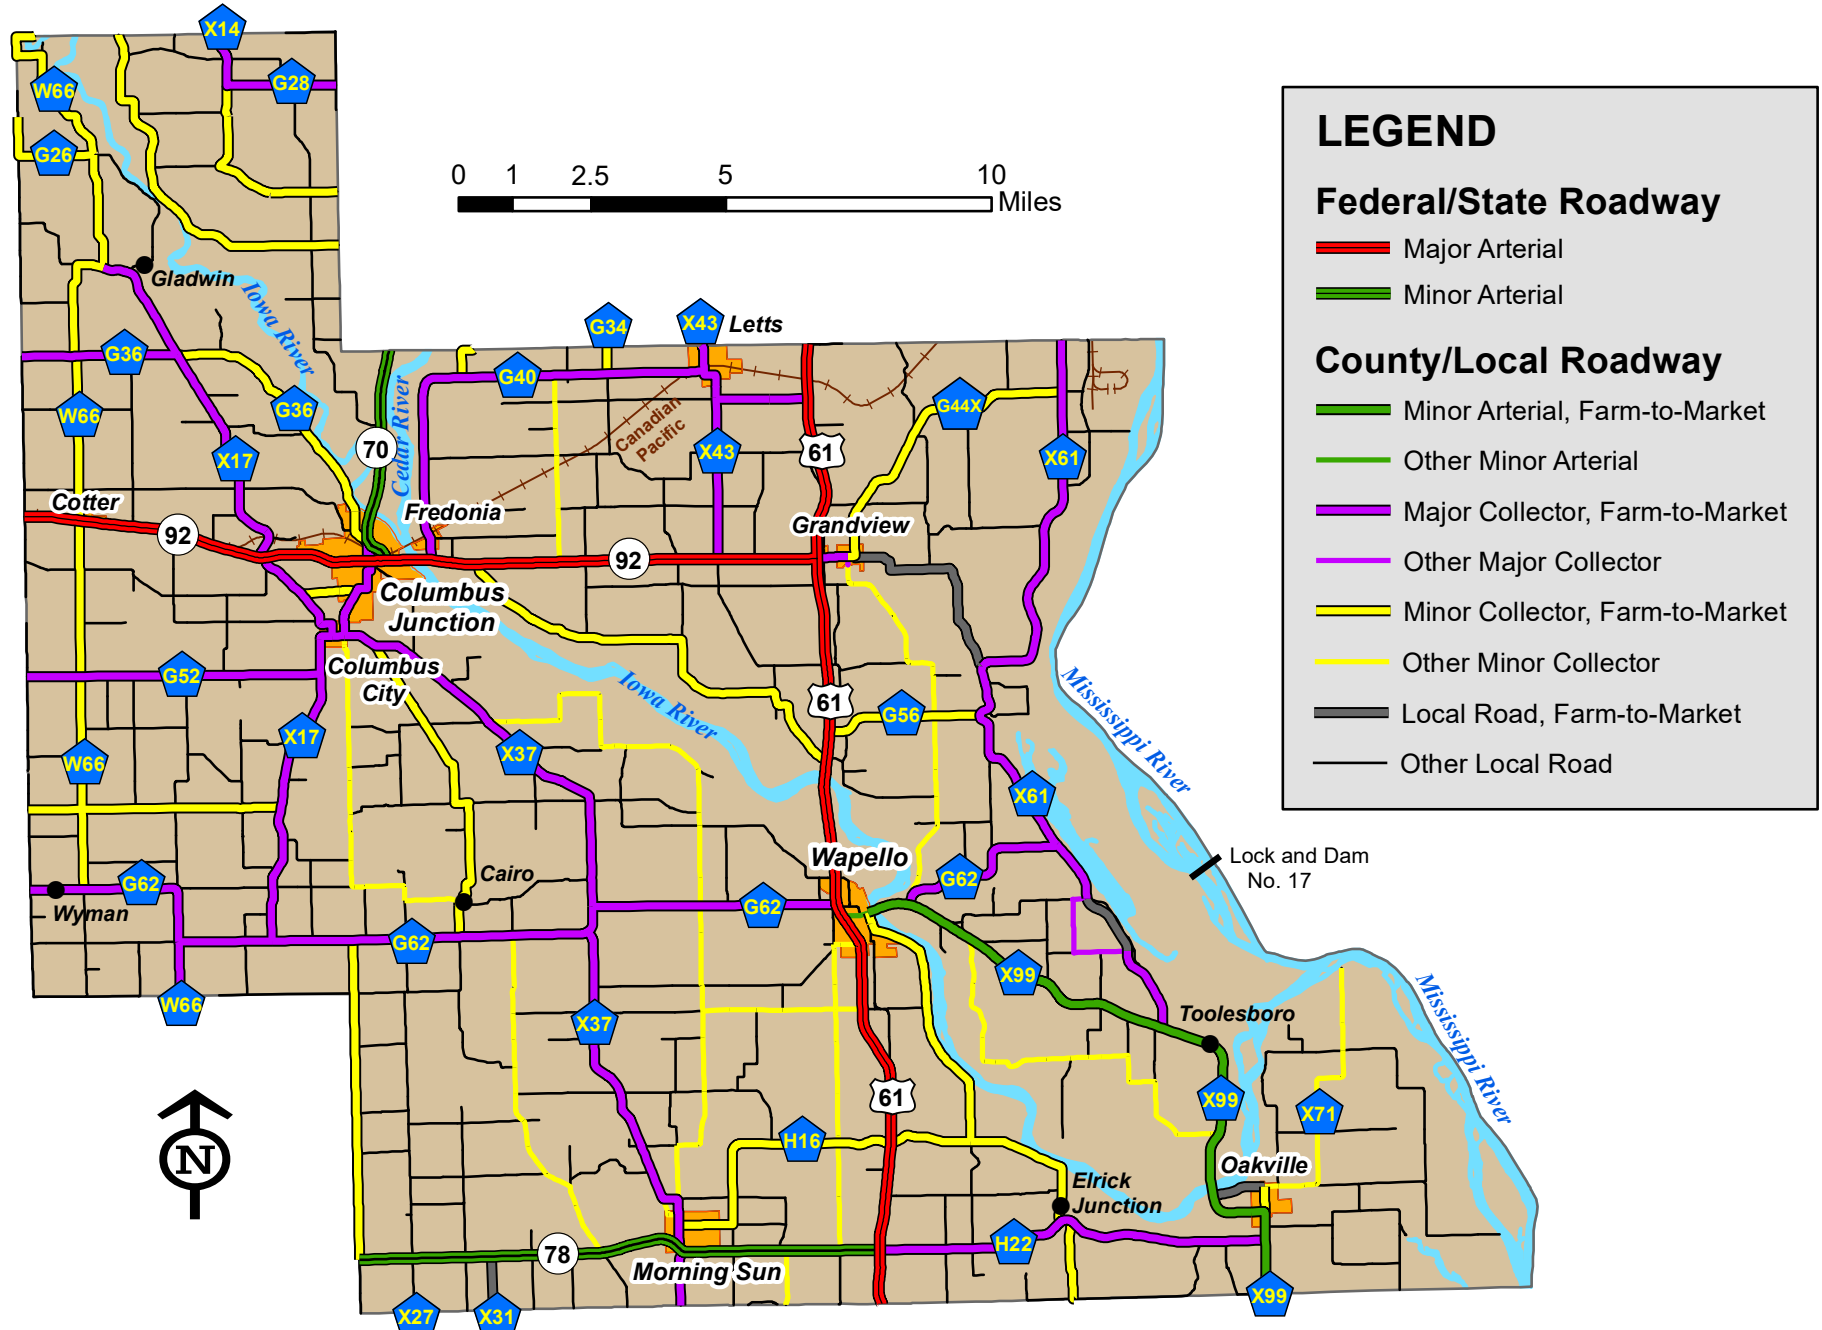 X14
G28
W66
G26
0 1 2.5 5 10
Miles
LEGEND
Federal/State Roadway
Major Arterial
Minor Arterial
County/Local Roadway
Minor Arterial, Farm-to-Market
Other Minor Arterial
Major Collector, Farm-to-Market
Other Major Collector
Minor Collector, Farm-to-Market
Other Minor Collector
Local Road, Farm-to-Market
Other Local Road
Gladwin
Iowa River
G34
X43
Letts
G36
G40
W66
G36
G44X
Cedar River
Canadian
Pacific
70
X17
X43
61
X61
Cotter
Fredonia
Grandview
92
92
Columbus
Junction
Columbus
City
G52
Iowa River
61
G56
Mississippi River
X17
X37
W66
X61
Wapello
Lock and Dam
No. 17
Cairo
G62
Wyman
G62
G62
G62
X99
W66
X37
Toolesboro
Mississippi River
61
X99
X71
H16
Oakville
Elrick
Junction
N
78
H22
Morning Sun
X27
X31
X99